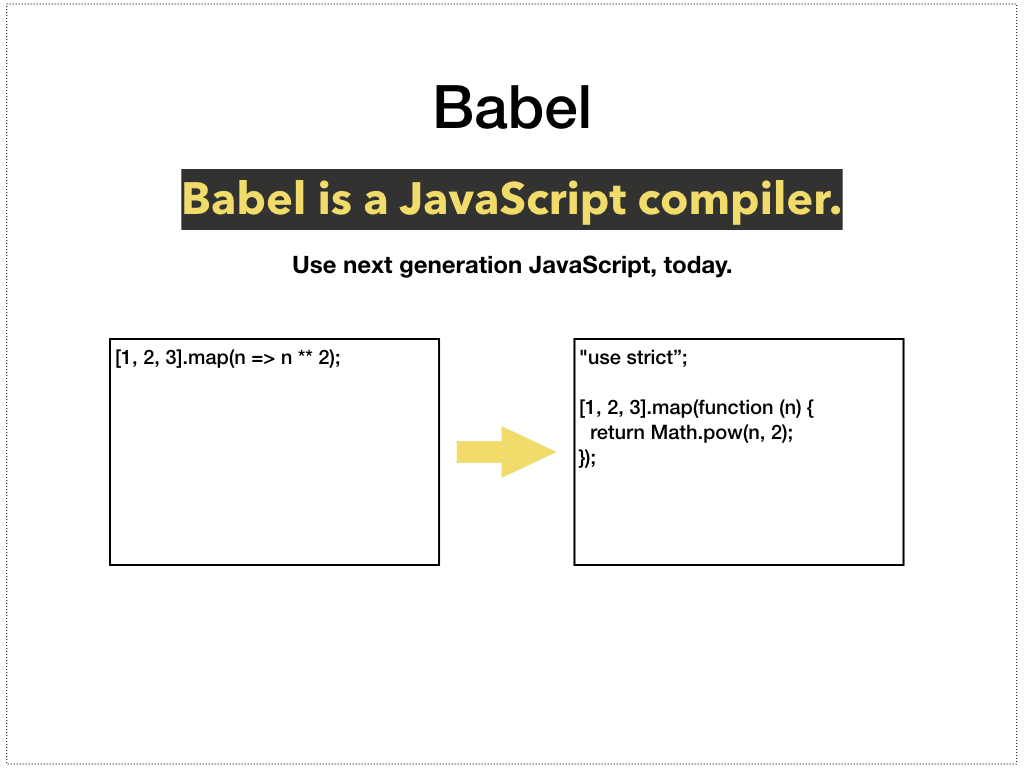 Babel
Babel is a JavaScript compiler.
Use next generation JavaScript, today.
[1, 2, 3].map(n => n ** 2);
"use strict”;
[1, 2, 3].map(function (n) {
  return Math.pow(n, 2);
});